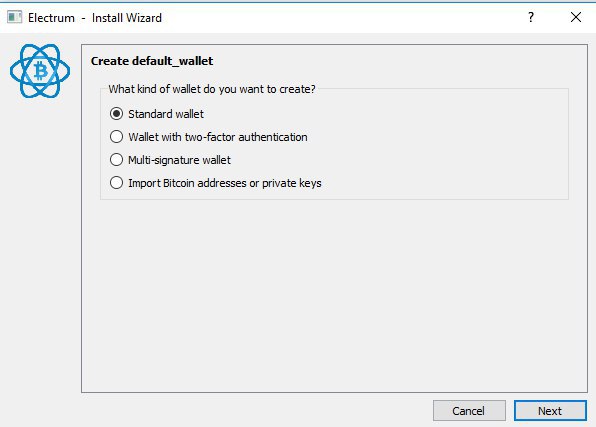 Electrum - Install Wizard
?
Create default_wallet
What kind of wallet do you want to create?
Standard wallet
Wallet with two-factor authentication
Multi-signature wallet
Import Bitcoin addresses or private keys
Cancel Next